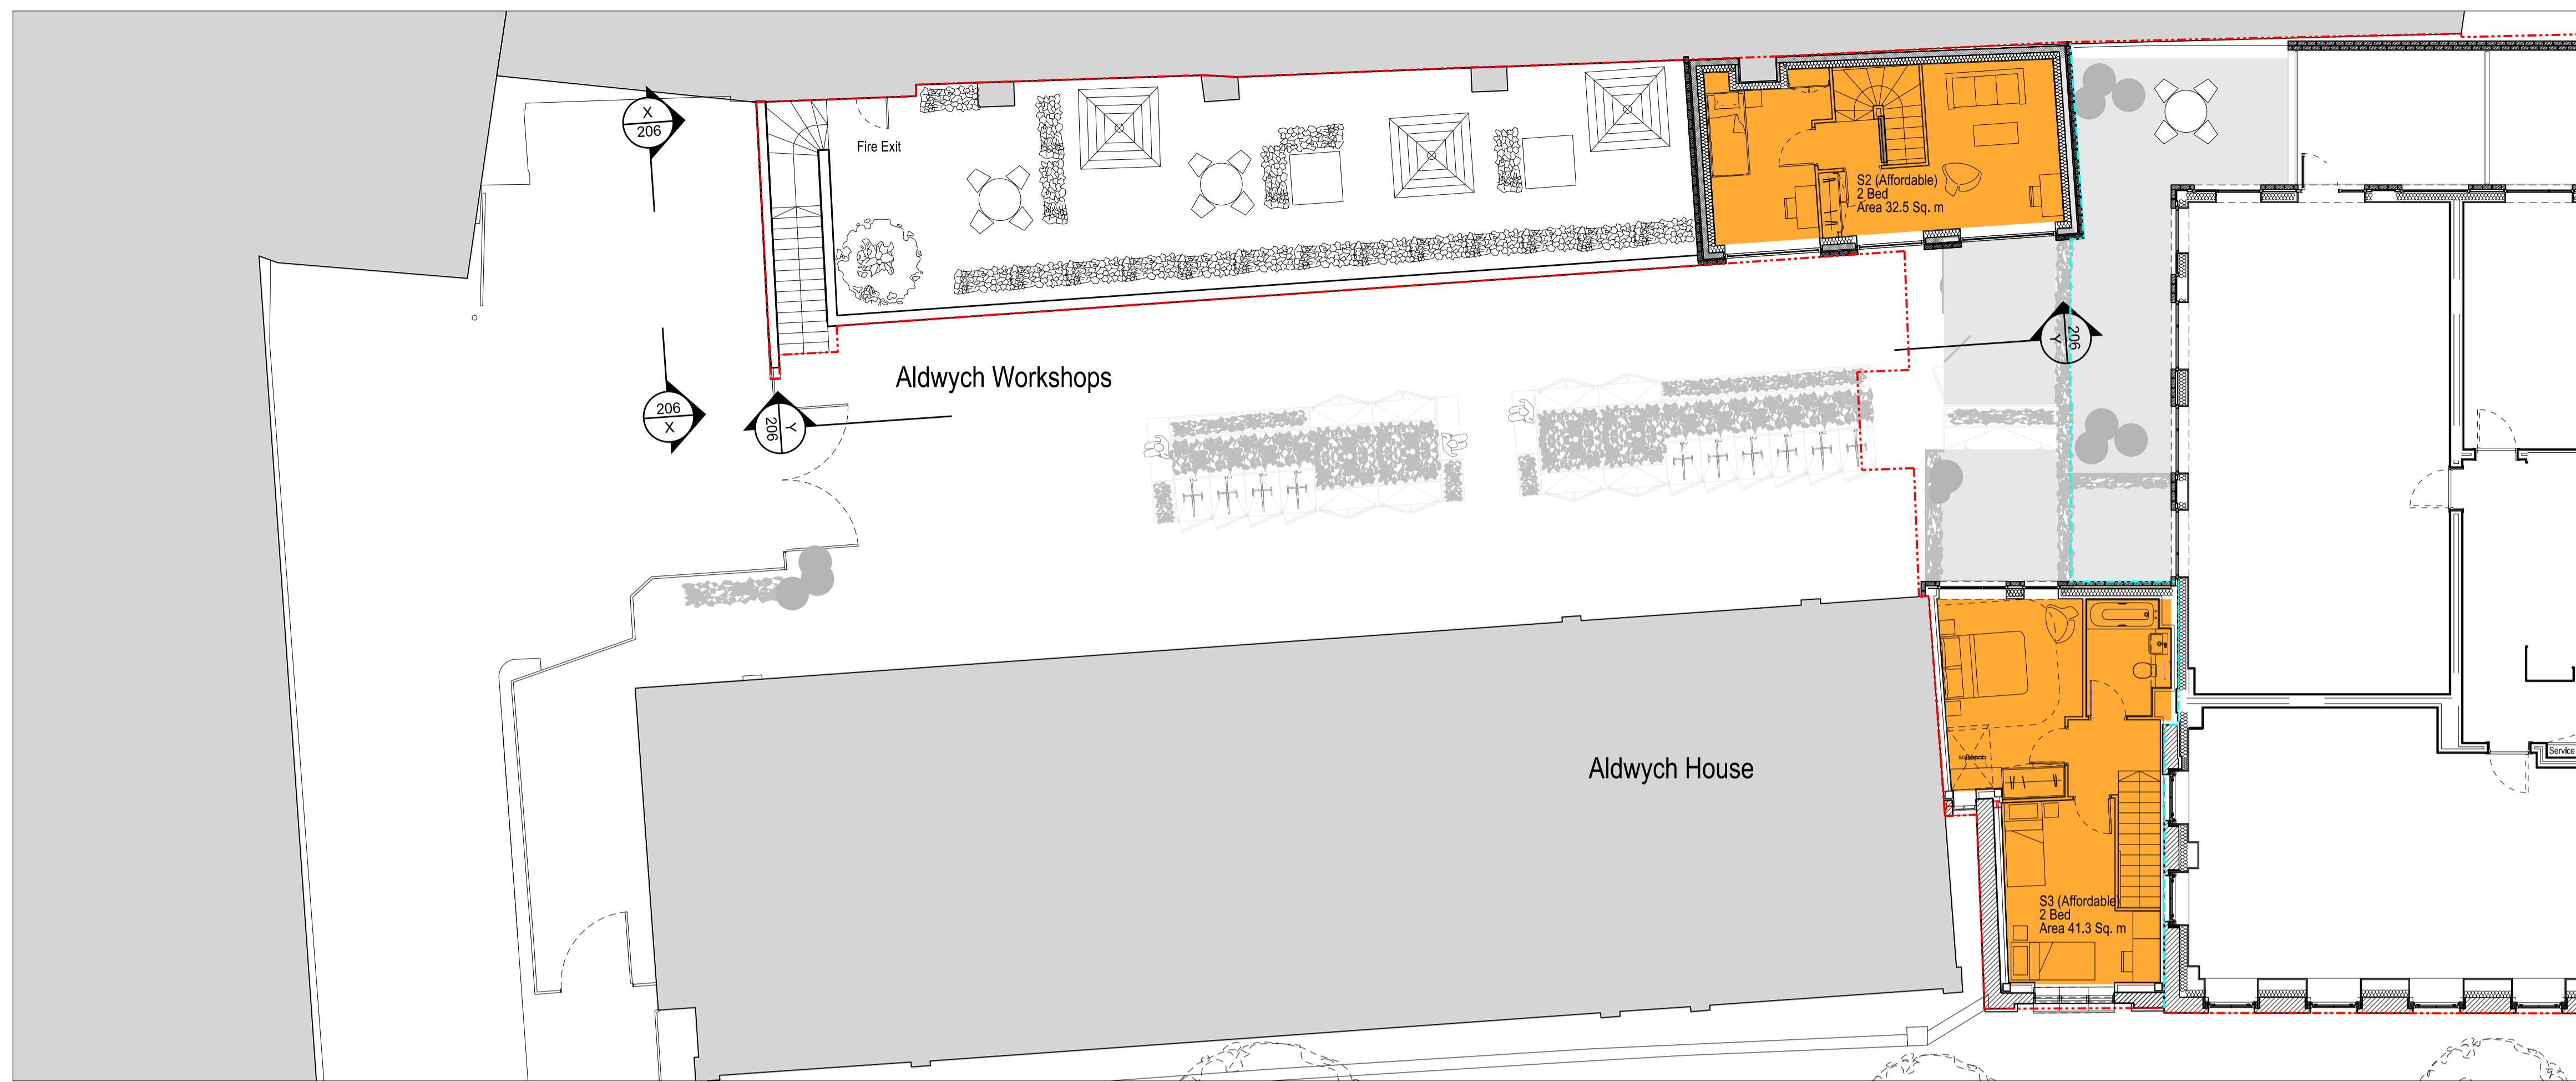 X
206
Fire Exit
S2 (Affordable)
2 Bed
Area 32.5 Sq. m
206
Y
Aldwych Workshops
206
X
Y
206
Aldwych House
Service
S3 (Affordable)
2 Bed
Area 41.3 Sq. m